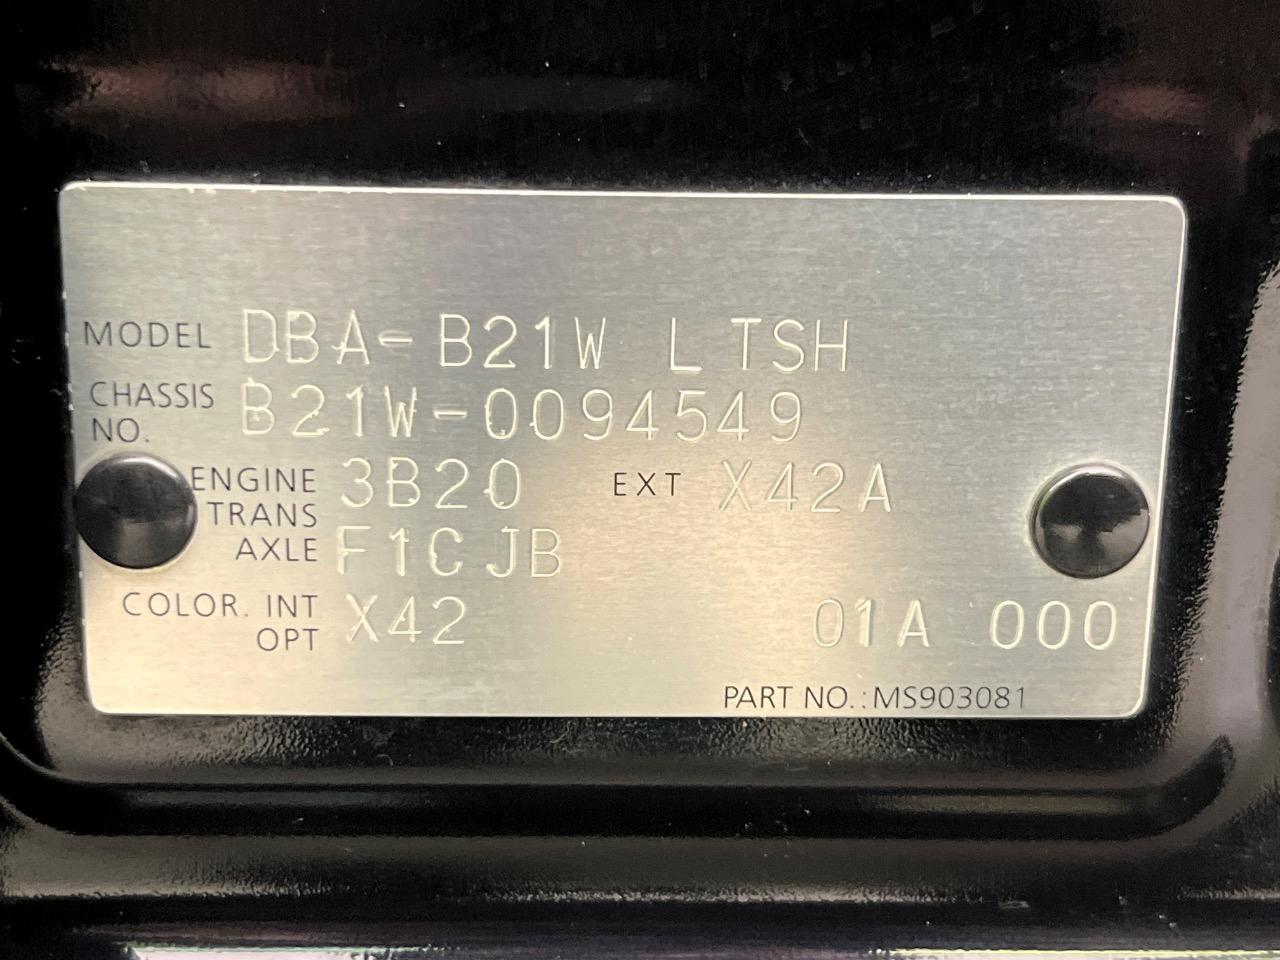 MODEL DBA-B21W LTSH
CHASSIS NO. B21W-0094549
ENGINE 3B20 EXT X42A
TRANS AXLE F1CJB
COLOR. INT OPT X42 01A 000
PART NO.: MS903081